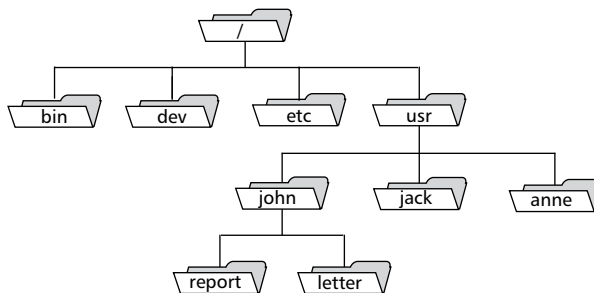 /
bin dev etc usr
john jack anne
report letter